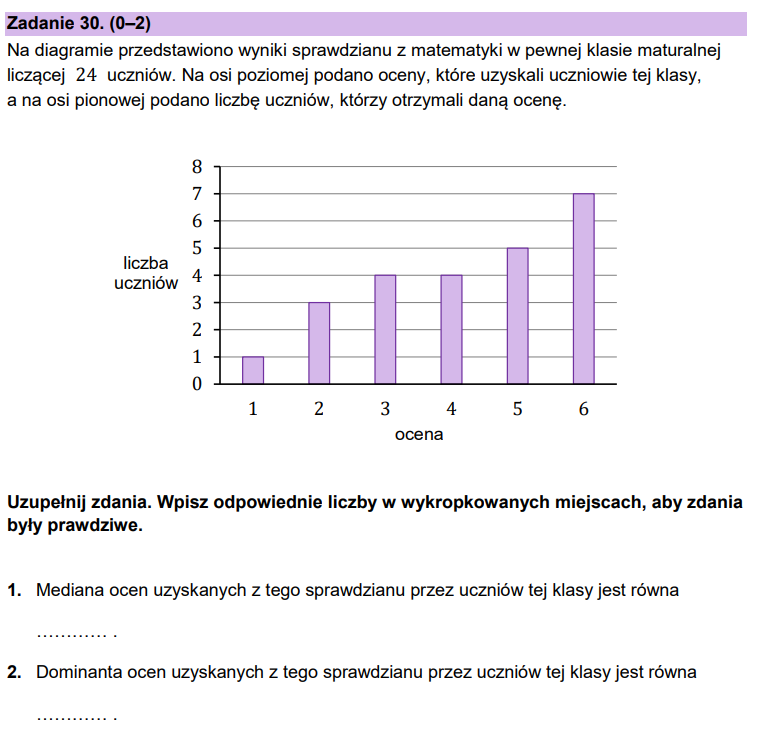 Zadanie 30. (0–2)
Na diagramie przedstawiono wyniki sprawdzianu z matematyki w pewnej klasie maturalnej
liczącej 24 uczniów. Na osi poziomej podano oceny, które uzyskali uczniowie tej klasy,
a na osi pionowej podano liczbę uczniów, którzy otrzymali daną ocenę.
8
7
6
5
4
3
2
1
0
liczba
uczniów
1 2 3 4 5 6
ocena
Uzupełnij zdania. Wpisz odpowiednie liczby w wykropkowanych miejscach, aby zdania
były prawdziwe.
1. Mediana ocen uzyskanych z tego sprawdzianu przez uczniów tej klasy jest równa
………… .
2. Dominanta ocen uzyskanych z tego sprawdzianu przez uczniów tej klasy jest równa
………… .